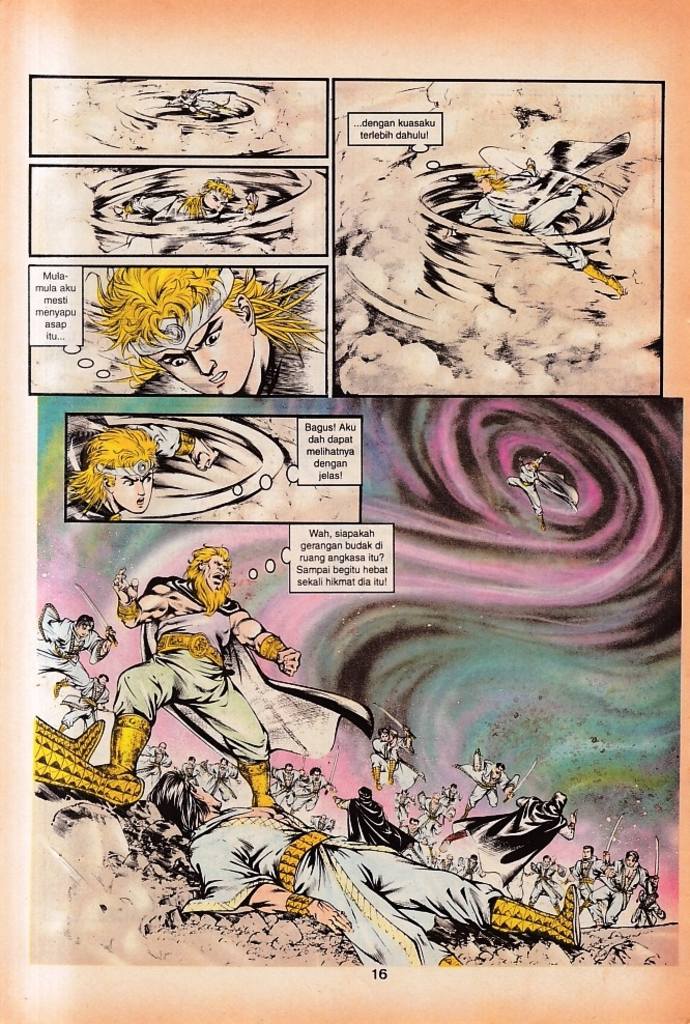 Mula-
mula aku
mesti
menyapu
asap
itu...
...dengan kuasaku
terlebih dahulu!
Bagus! Aku
dah dapat
melihatnya
dengan
jelas!
Wah, siapakah
gerangan budak di
ruang angkasa itu?
Sampai begitu hebat
sekali hikmat dia itu!
16